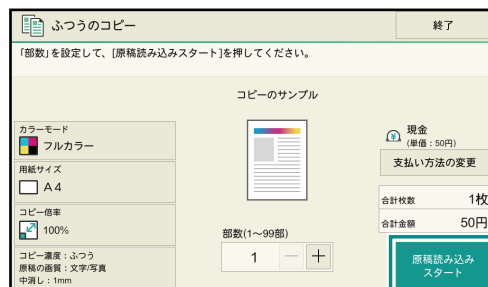 ふつうのコピー
終了
「部数」を設定して、[原稿読み込みスタート]を押してください。
コピーのサンプル
カラーモード
フルカラー
用紙サイズ
A4
コピー倍率
100%
コピー濃度：ふつう
原稿の画質：文字/写真
中消し：1mm
部数(1〜99部)
1 － ＋
¥ 現金
(単価：50円)
支払い方法の変更
合計枚数 1枚
合計金額 50円
原稿読み込み
スタート